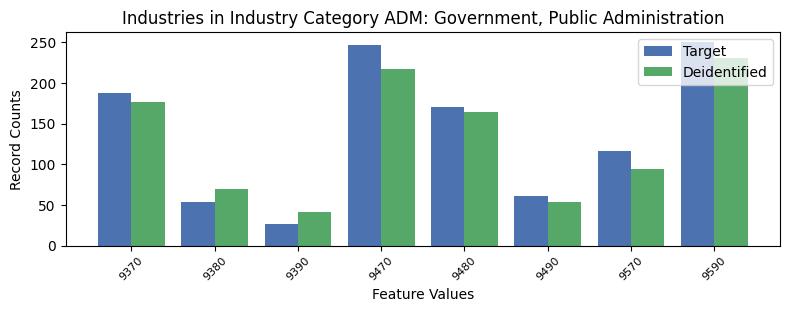 Industries in Industry Category ADM: Government, Public Administration
Record Counts
250
200
150
100
50
0
Target
Deidentified
9370
9380
9390
9470
9480
9490
9570
9590
Feature Values